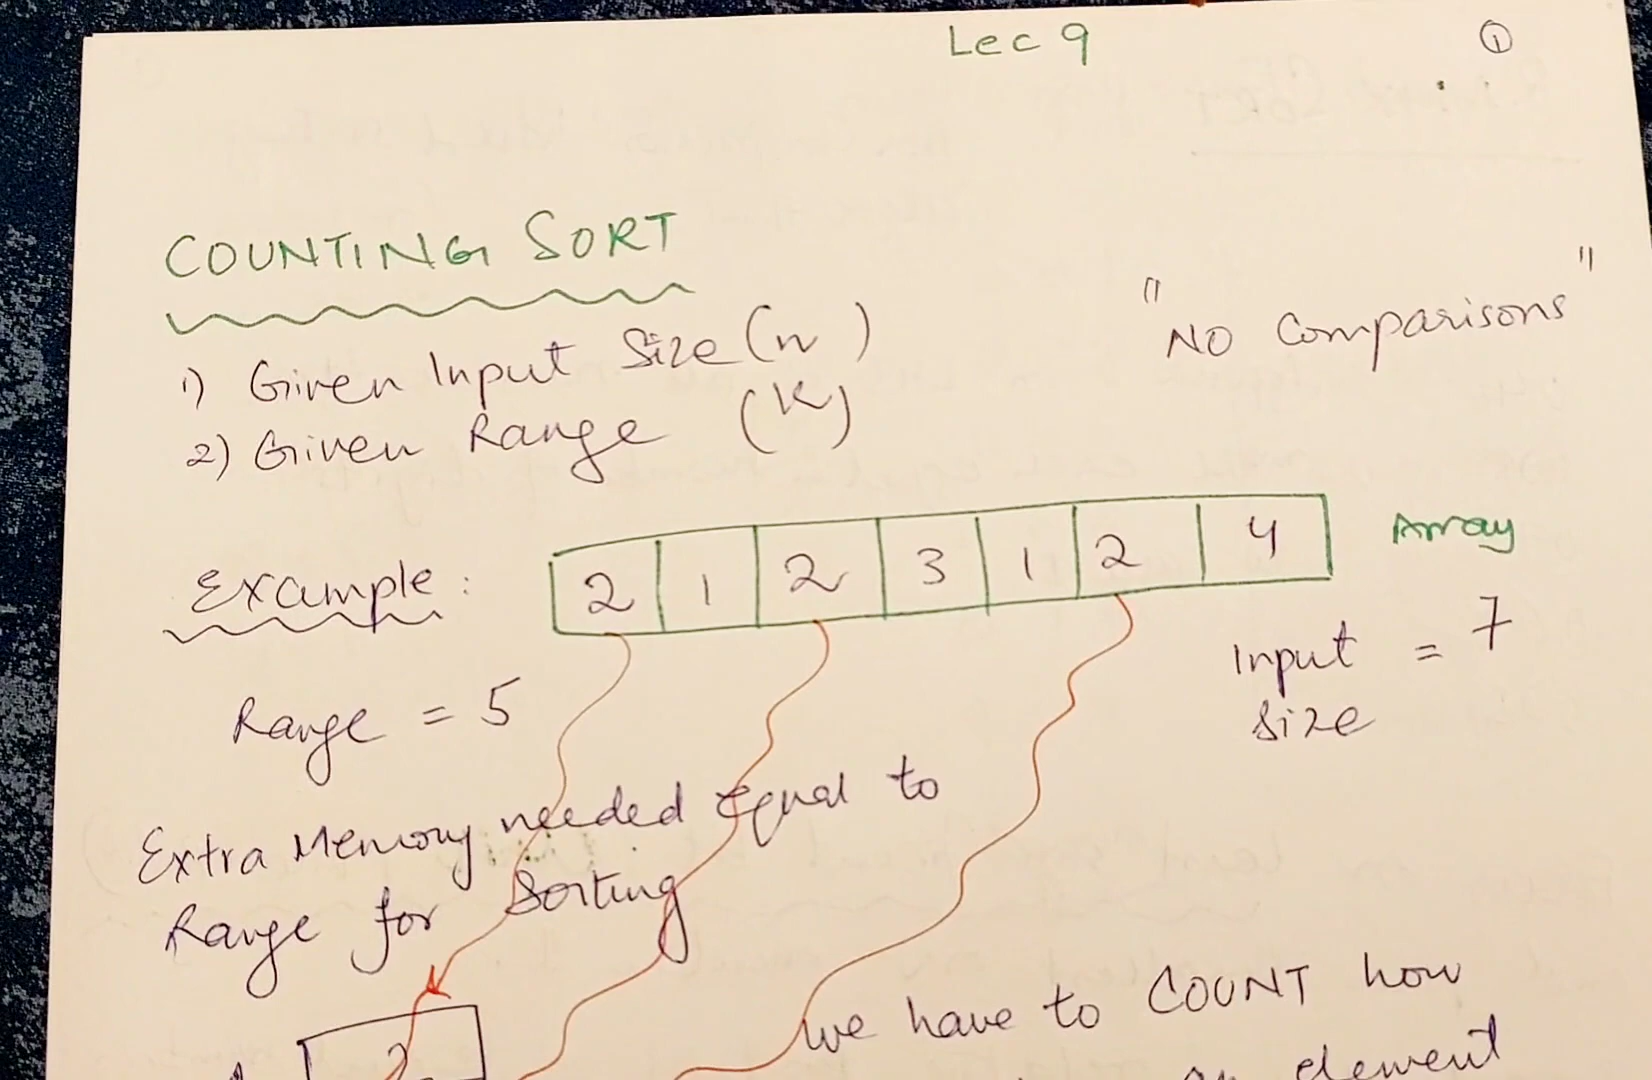 Lec 9
1
COUNTING SORT
"No Comparisons"
1) Given Input Size (n)
2) Given Range (K)
Example: 2 1 2 3 1 2 4 Array
Range = 5
Input Size = 7
Extra Memory needed equal to
Range for Sorting
we have to COUNT how
element
2